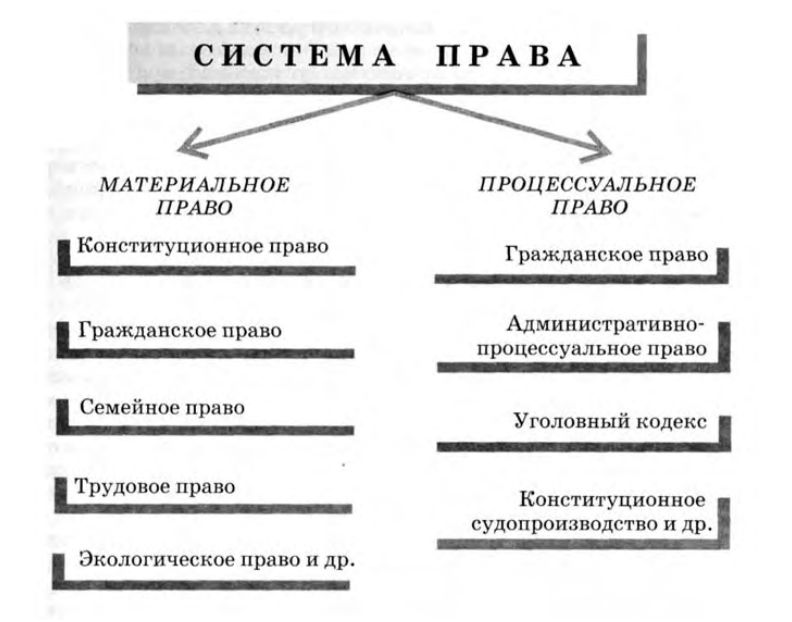 СИСТЕМА ПРАВА
МАТЕРИАЛЬНОЕ
ПРАВО
Конституционное право
Гражданское право
Семейное право
Трудовое право
Экологическое право и др.
ПРОЦЕССУАЛЬНОЕ
ПРАВО
Гражданское право
Административно-
процессуальное право
Уголовный кодекс
Конституционное
судопроизводство и др.